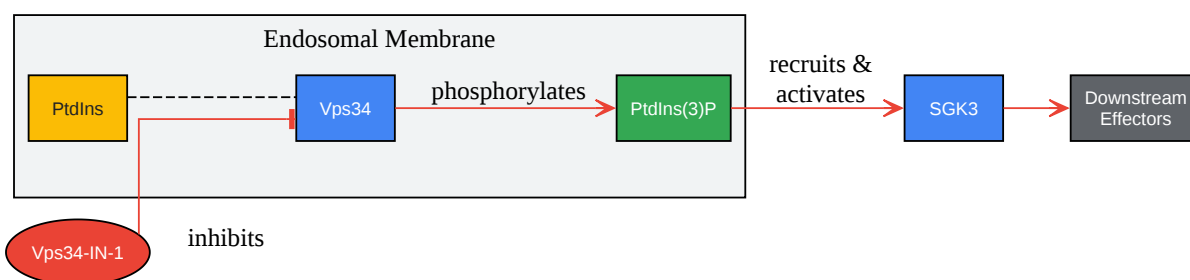 Endosomal Membrane
PtdIns
Vps34
phosphorylates
PtdIns(3)P
recruits &
activates
SGK3
Downstream
Effectors
Vps34-IN-1
inhibits